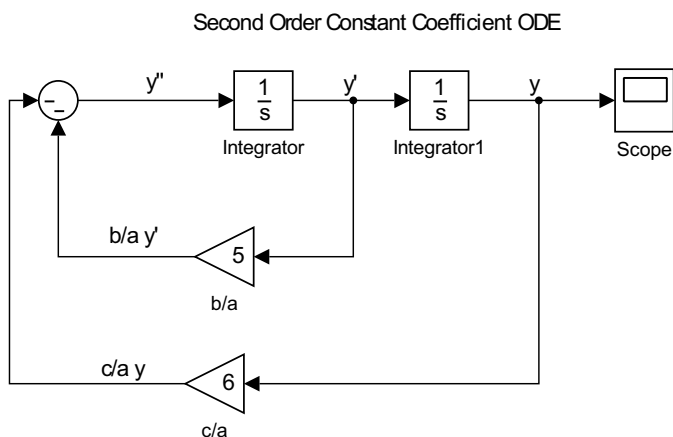 Second Order Constant Coefficient ODE
y'' 1/s y' 1/s y
Integrator Integrator1 Scope
b/a y' 5
b/a
c/a y 6
c/a